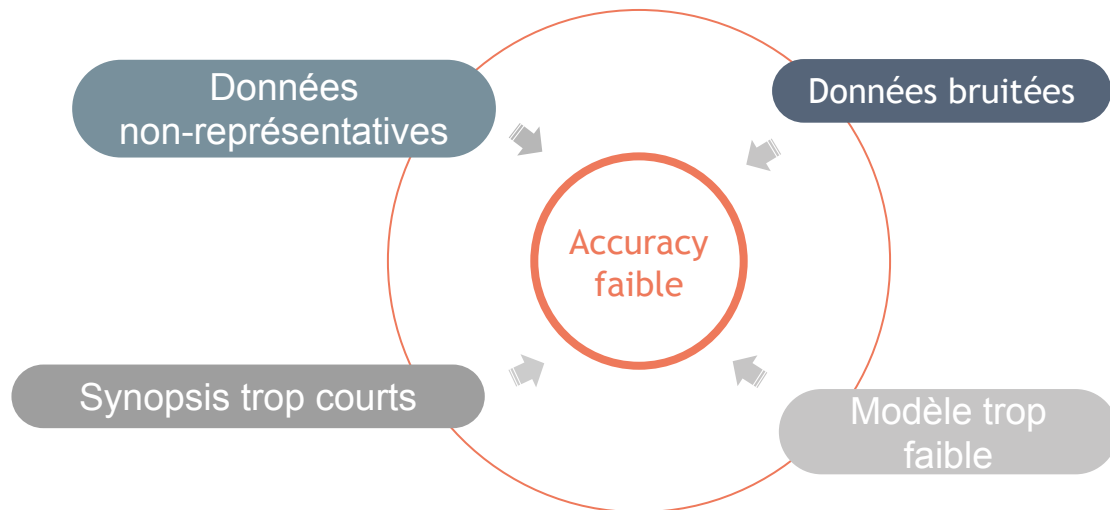 Données
non-représentatives
Données bruitées
Accuracy
faible
Synopsis trop courts
Modèle trop
faible